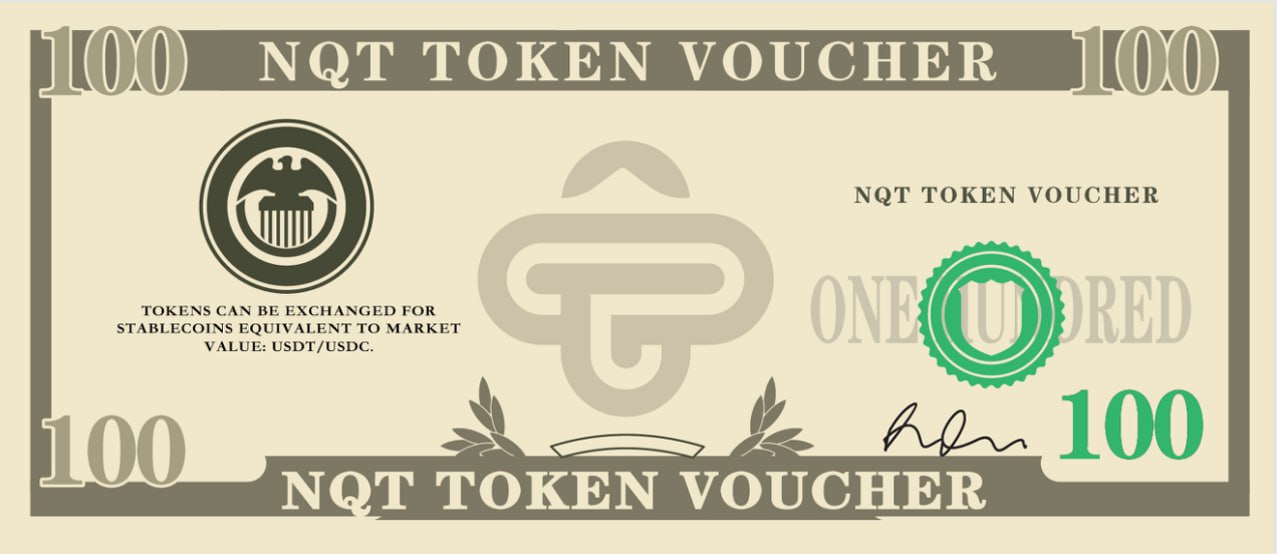 100 NQT TOKEN VOUCHER 100
NQT TOKEN VOUCHER
TOKENS CAN BE EXCHANGED FOR
STABLECOINS EQUIVALENT TO MARKET
VALUE: USDT/USDC.
ONE HUNDRED
100
100
NQT TOKEN VOUCHER